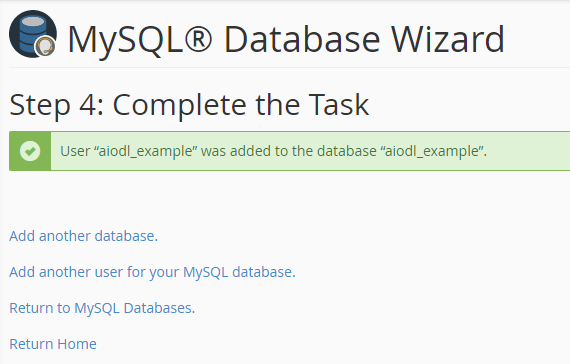 MySQL® Database Wizard
Step 4: Complete the Task
User “aiodl_example” was added to the database “aiodl_example”.
Add another database.
Add another user for your MySQL database.
Return to MySQL Databases.
Return Home